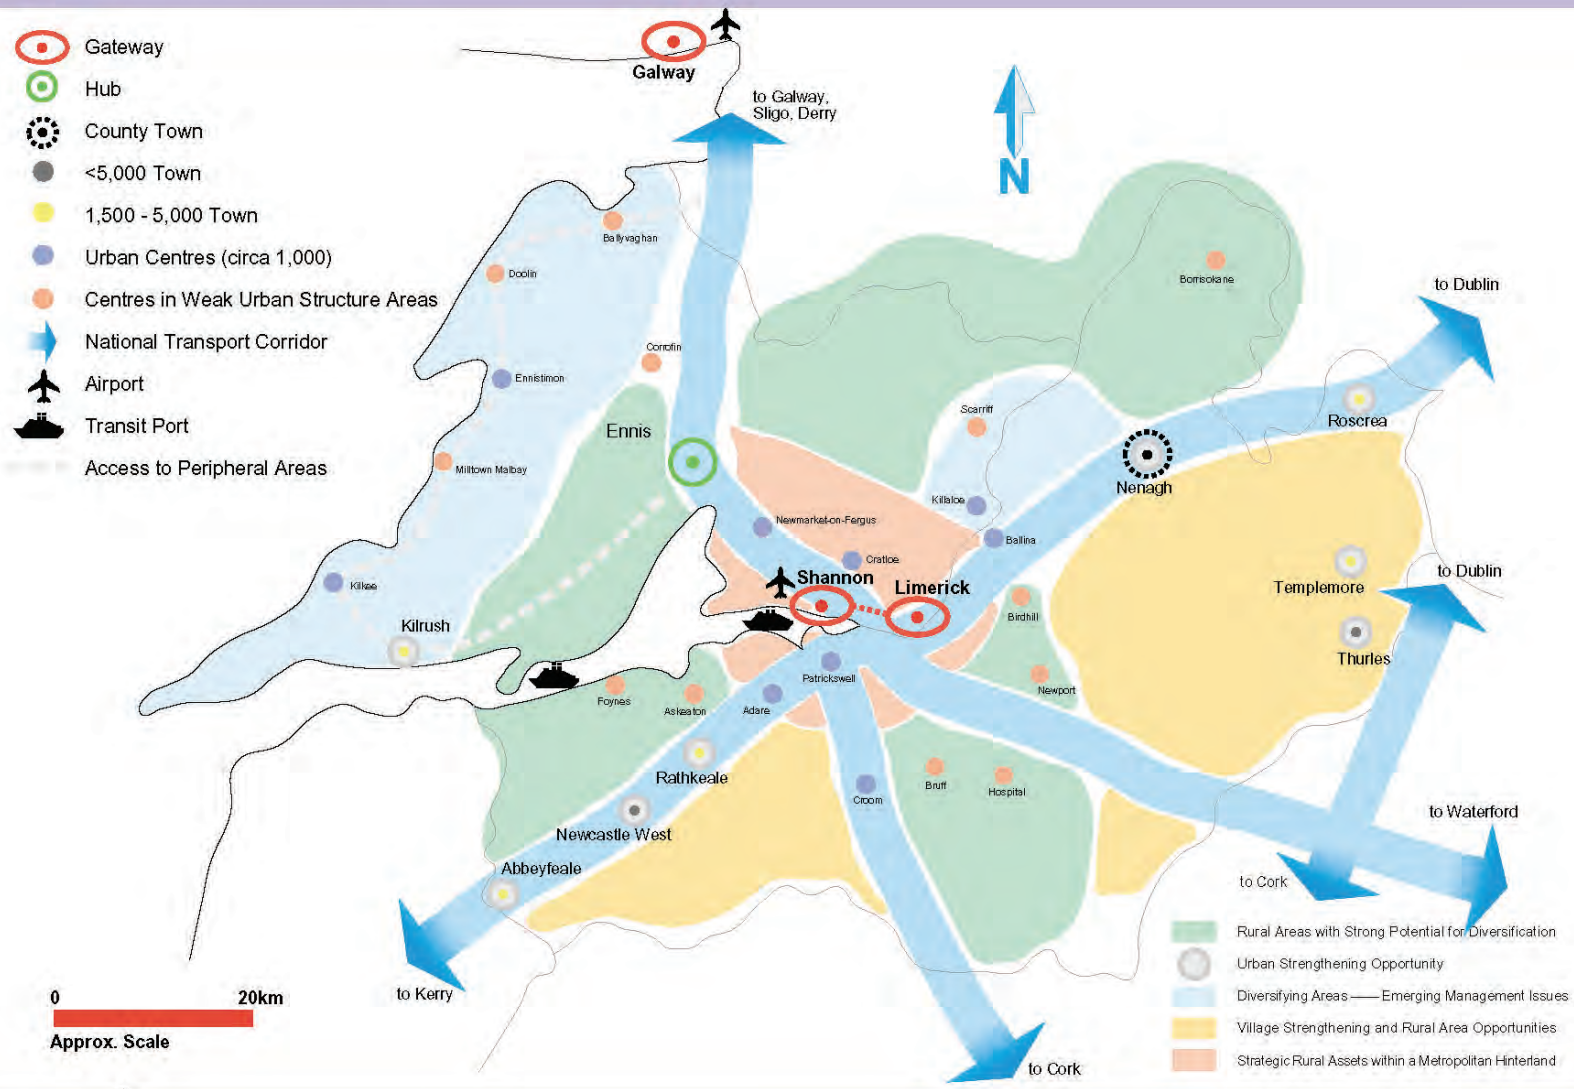 Gateway
Hub
County Town
<5,000 Town
1,500 - 5,000 Town
Urban Centres (circa 1,000)
Centres in Weak Urban Structure Areas
National Transport Corridor
Airport
Transit Port
Access to Peripheral Areas
Galway
to Galway,
Sligo, Derry
N
Ballyvaghan
Doolin
Borrisokane
to Dublin
Corrofin
Ennistimon
Scarriff
Roscrea
Ennis
Milltown Malbay
Nenagh
Killaloe
Newmarket-on-Fergus
Ballina
Cratloe
to Dublin
Shannon
Limerick
Templemore
Kilkee
Birdhill
Kilrush
Thurles
Patrickswell
Newport
Foynes
Askeaton
Adare
Rathkeale
Bruff
Hospital
Croom
to Waterford
Newcastle West
Abbeyfeale
to Cork
to Kerry
to Cork
0 20km
Approx. Scale
Rural Areas with Strong Potential for Diversification
Urban Strengthening Opportunity
Diversifying Areas —— Emerging Management Issues
Village Strengthening and Rural Area Opportunities
Strategic Rural Assets within a Metropolitan Hinterland